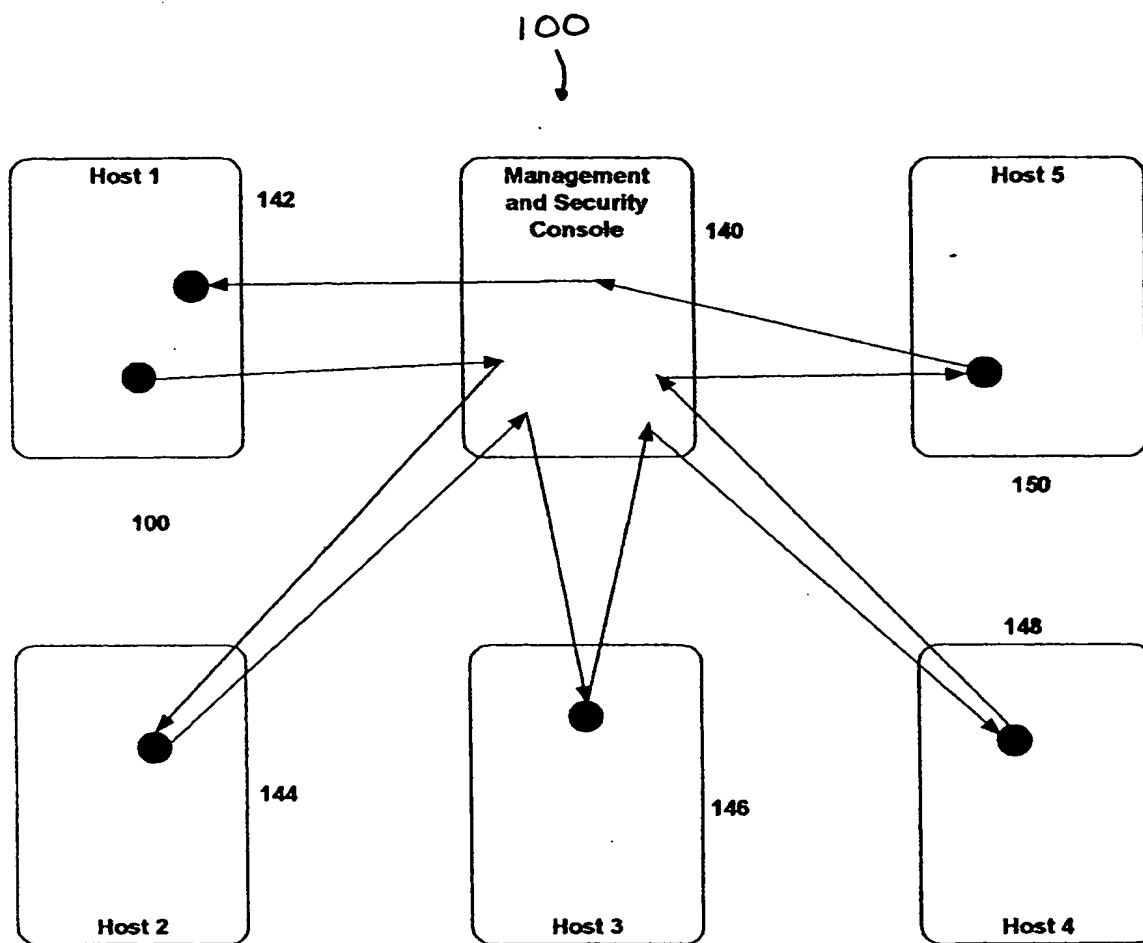 100
Host 1
142
Management
and Security
Console
140
Host 5
150
100
148
144
146
Host 2
Host 3
Host 4